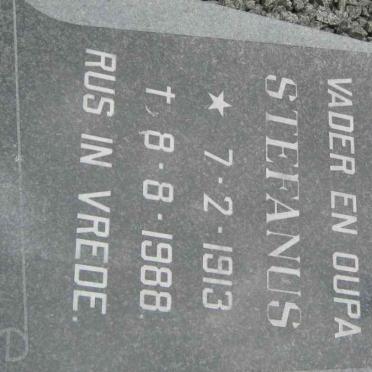 VADER EN OUPA
STEFANUS
★ 7·2·1913
†. 8·8·1988.
RUS IN VREDE.